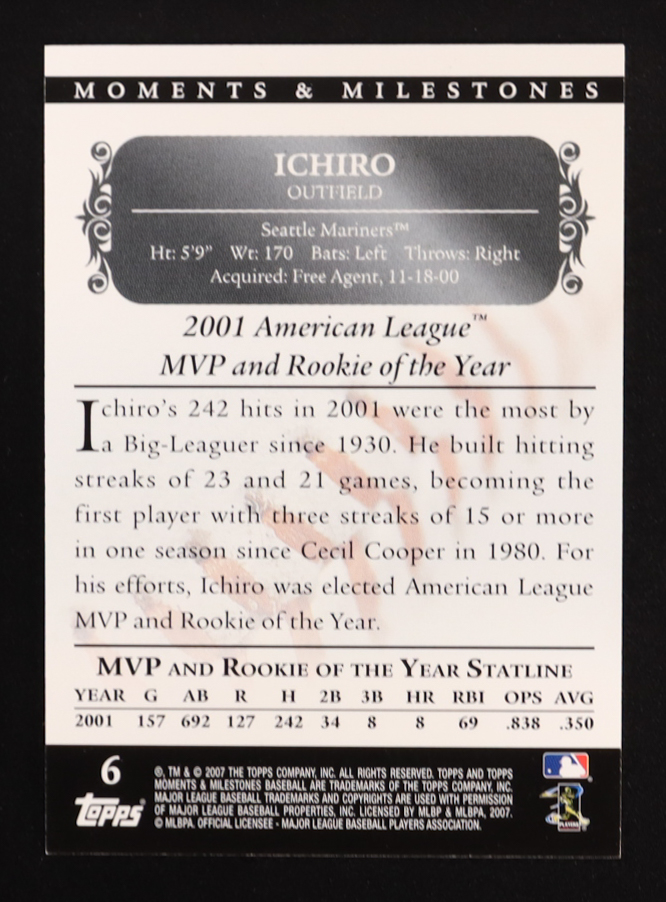 MOMENTS & MILESTONES
ICHIRO
OUTFIELD
Seattle Mariners™
Ht: 5'9" Wt: 170 Bats: Left Throws: Right
Acquired: Free Agent, 11-18-00
2001 American League™
MVP and Rookie of the Year
Ichiro's 242 hits in 2001 were the most by
a Big-Leaguer since 1930. He built hitting
streaks of 23 and 21 games, becoming the
first player with three streaks of 15 or more
in one season since Cecil Cooper in 1980. For
his efforts, Ichiro was elected American League
MVP and Rookie of the Year.
MVP AND ROOKIE OF THE YEAR STATLINE
YEAR G AB R H 2B 3B HR RBI OPS AVG
2001 157 692 127 242 34 8 8 69 .838 .350
6
topps®
®, TM & © 2007 THE TOPPS COMPANY, INC. ALL RIGHTS RESERVED. TOPPS AND TOPPS
MOMENTS & MILESTONES BASEBALL ARE TRADEMARKS OF THE TOPPS COMPANY, INC.
MAJOR LEAGUE BASEBALL TRADEMARKS AND COPYRIGHTS ARE USED WITH PERMISSION
OF MAJOR LEAGUE BASEBALL PROPERTIES, INC. LICENSED BY MLBP & MLBPA, 2007.
© MLBPA. OFFICIAL LICENSEE - MAJOR LEAGUE BASEBALL PLAYERS ASSOCIATION.